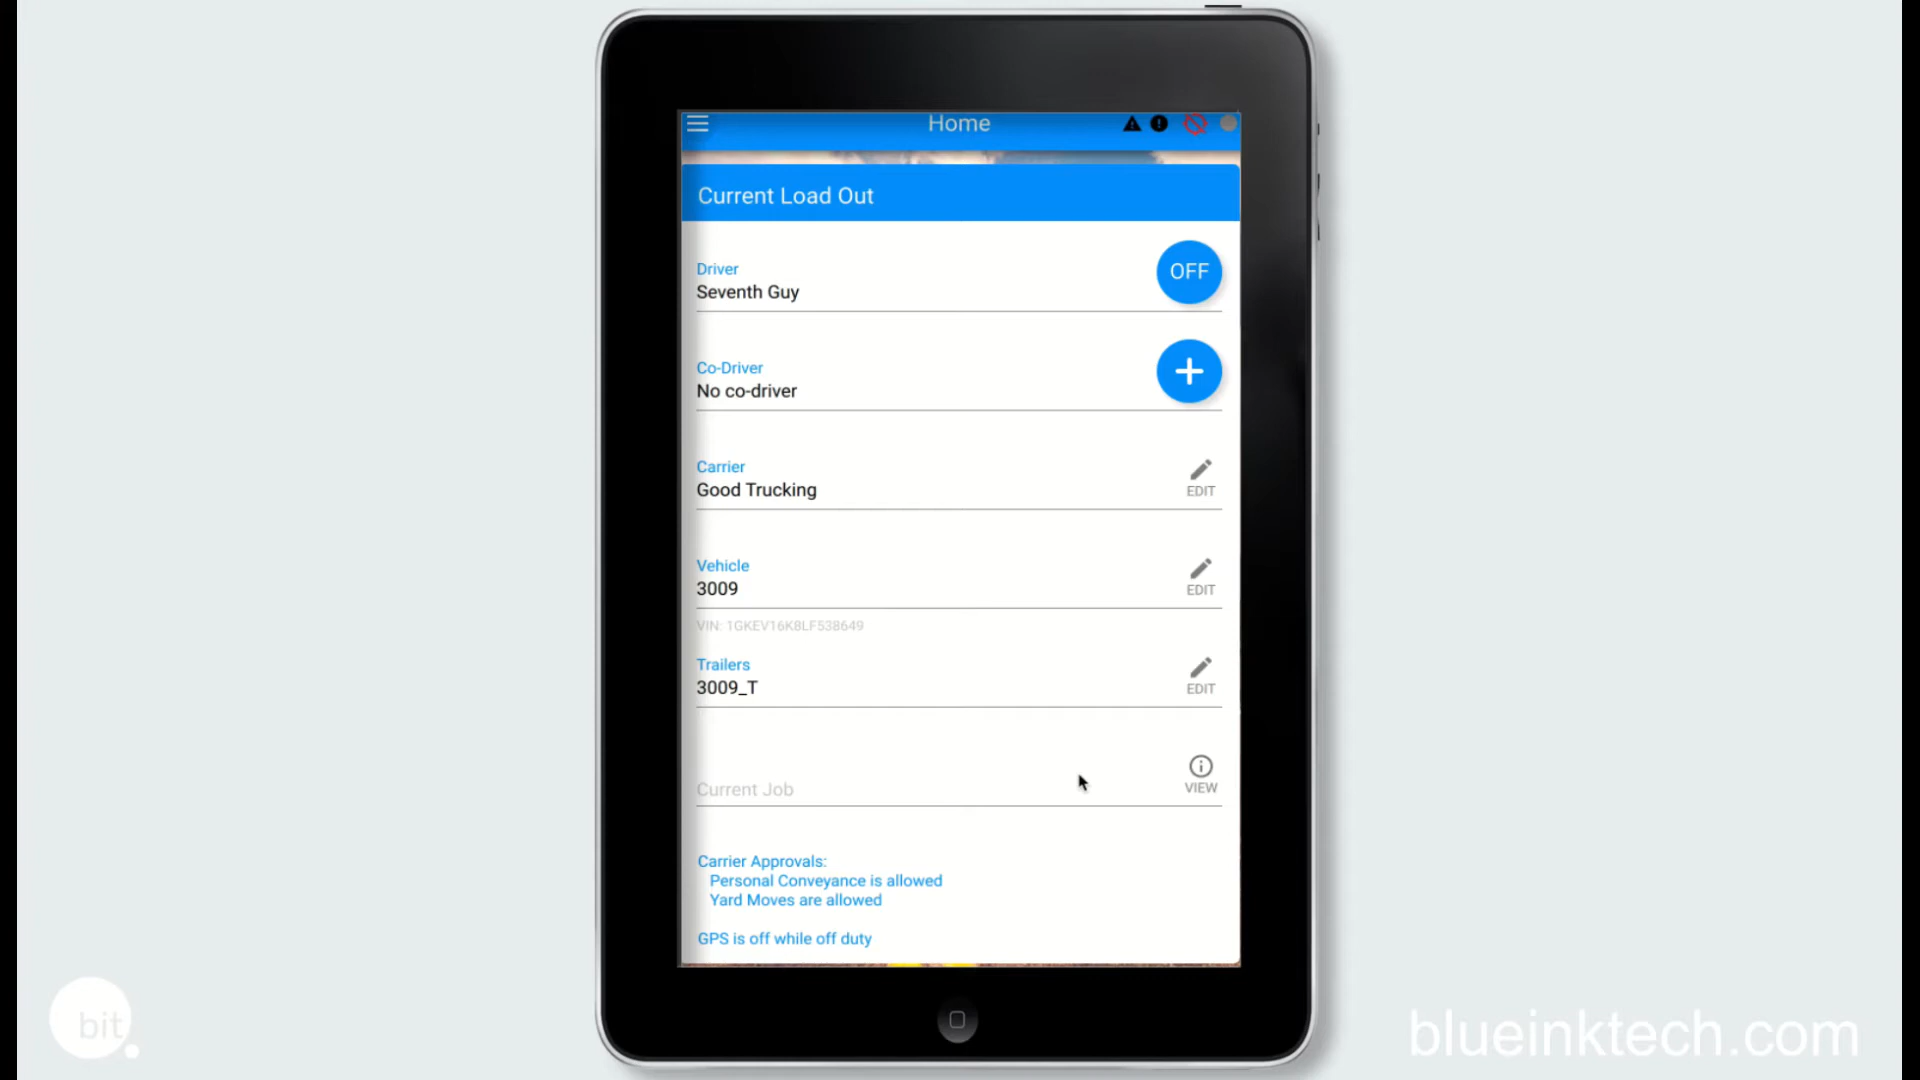 Home
Current Load Out
Driver
Seventh Guy
OFF
Co-Driver
No co-driver
Carrier
Good Trucking
EDIT
Vehicle
3009
EDIT
VIN: 1GKEV16K8LF538649
Trailers
3009_T
EDIT
Current Job
VIEW
Carrier Approvals:
Personal Conveyance is allowed
Yard Moves are allowed
GPS is off while off duty
bit.
blueinktech.com